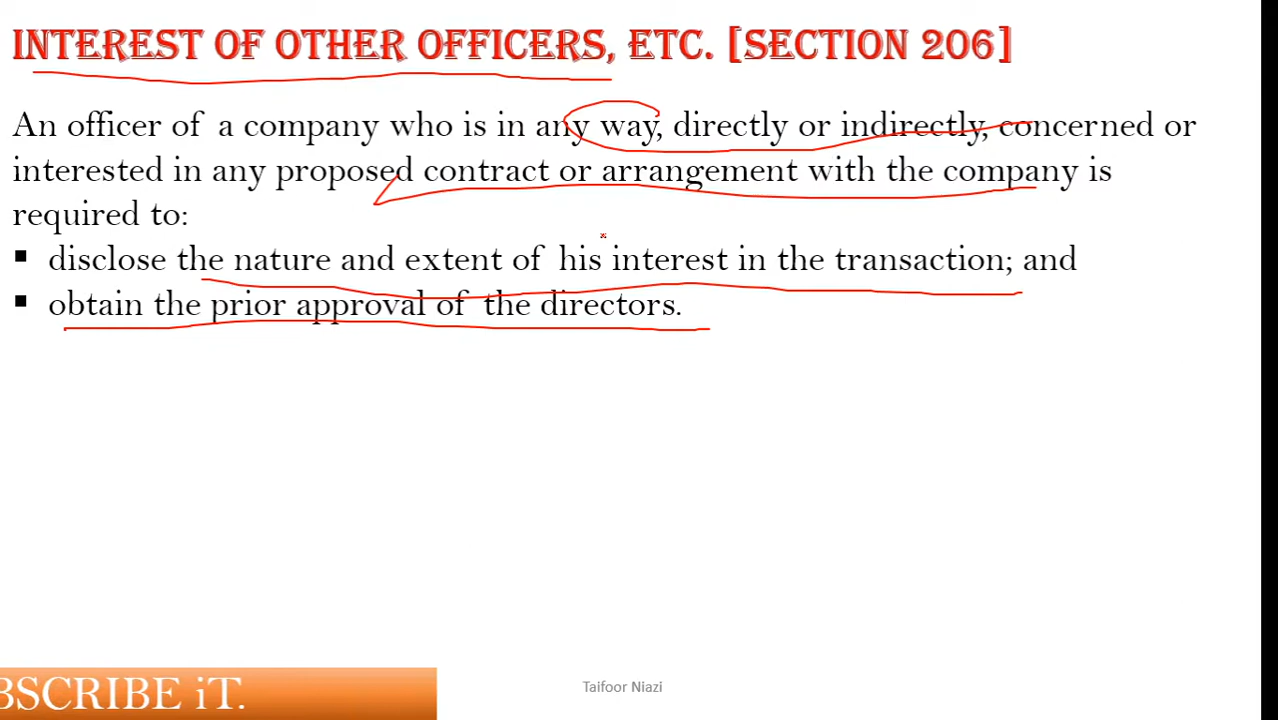 INTEREST OF OTHER OFFICERS, ETC. [SECTION 206]
An officer of a company who is in any way, directly or indirectly, concerned or
interested in any proposed contract or arrangement with the company is
required to:
▪ disclose the nature and extent of his interest in the transaction; and
▪ obtain the prior approval of the directors.
BSCRIBE iT.
Taifoor Niazi